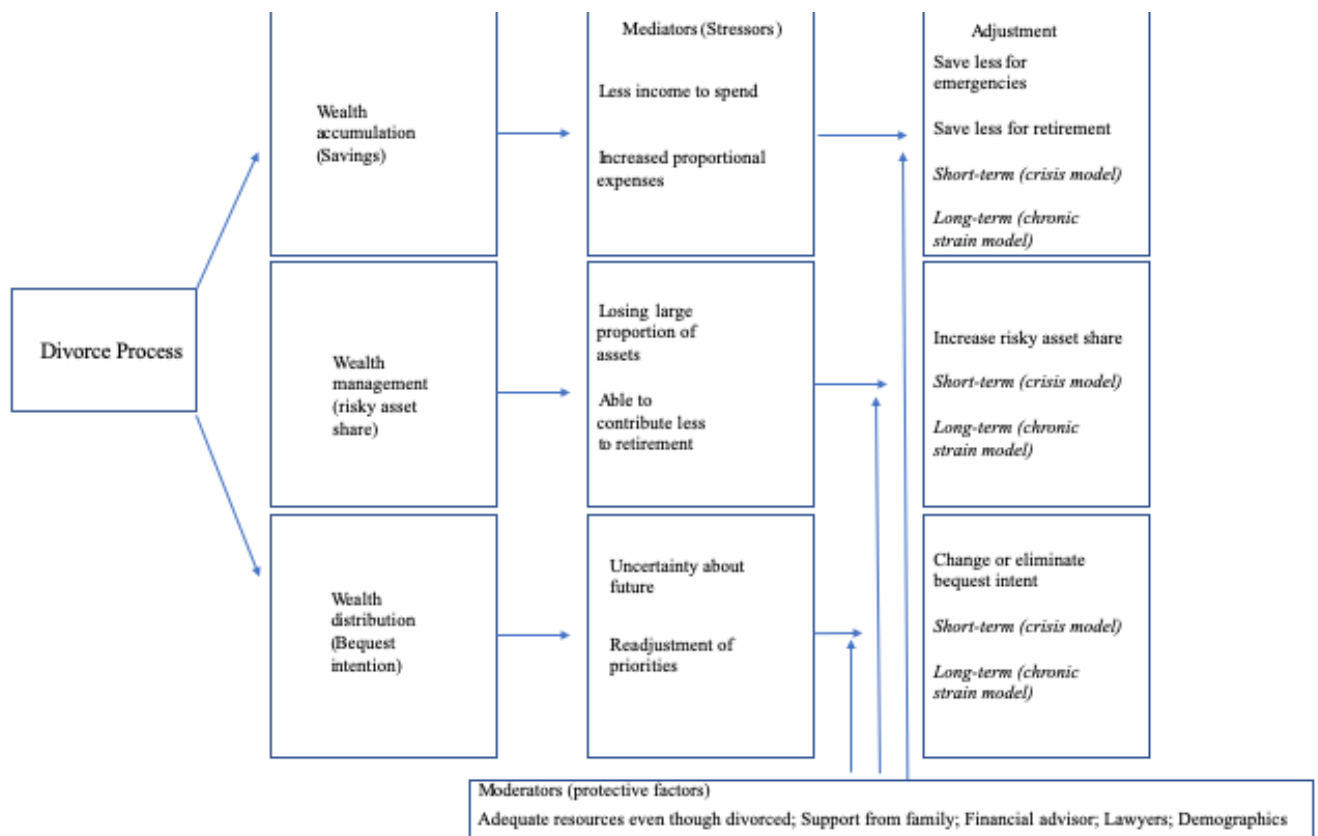 Mediators (Stressors)
Adjustment
Save less for
emergencies
Less income to spend
Wealth
accumulation
(Savings)
Save less for retirement
Increased proportional
expenses
Short-term (crisis model)
Long-term (chronic
strain model)
Divorce Process
Losing large
proportion of
assets
Increase risky asset share
Wealth
management
(risky asset
share)
Short-term (crisis model)
Able to
contribute less
to retirement
Long-term (chronic
strain model)
Uncertainty about
future
Change or eliminate
bequest intent
Wealth
distribution
(Bequest
intention)
Short-term (crisis model)
Readjustment of
priorities
Long-term (chronic
strain model)
Moderators (protective factors)
Adequate resources even though divorced; Support from family; Financial advisor; Lawyers; Demographics